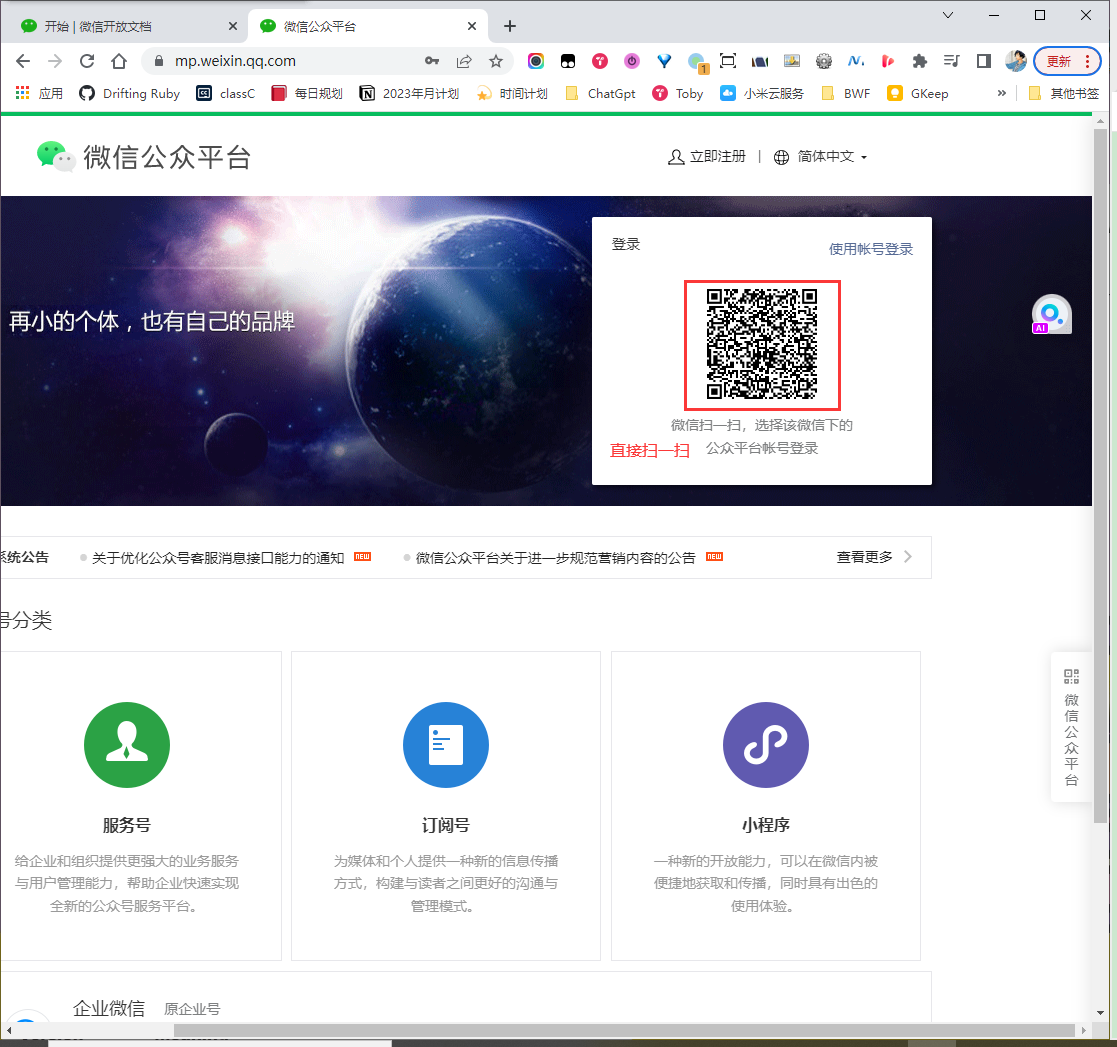 开始 | 微信开放文档
微信公众平台
mp.weixin.qq.com
1
更新
应用
Drifting Ruby
classC
每日规划
2023年月计划
时间计划
ChatGpt
Toby
小米云服务
BWF
GKeep
»
其他书签
微信公众平台
立即注册
|
简体中文
登录
使用帐号登录
再小的个体，也有自己的品牌
AI
微信扫一扫，选择该微信下的
公众平台帐号登录
直接扫一扫
系统公告
关于优化公众号客服消息接口能力的通知
NEW
微信公众平台关于进一步规范营销内容的公告
NEW
查看更多
号分类
微信公众平台
服务号
给企业和组织提供更强大的业务服务
与用户管理能力，帮助企业快速实现
全新的公众号服务平台。
订阅号
为媒体和个人提供一种新的信息传播
方式，构建与读者之间更好的沟通与
管理模式。
小程序
一种新的开放能力，可以在微信内被
便捷地获取和传播，同时具有出色的
使用体验。
企业微信
原企业号